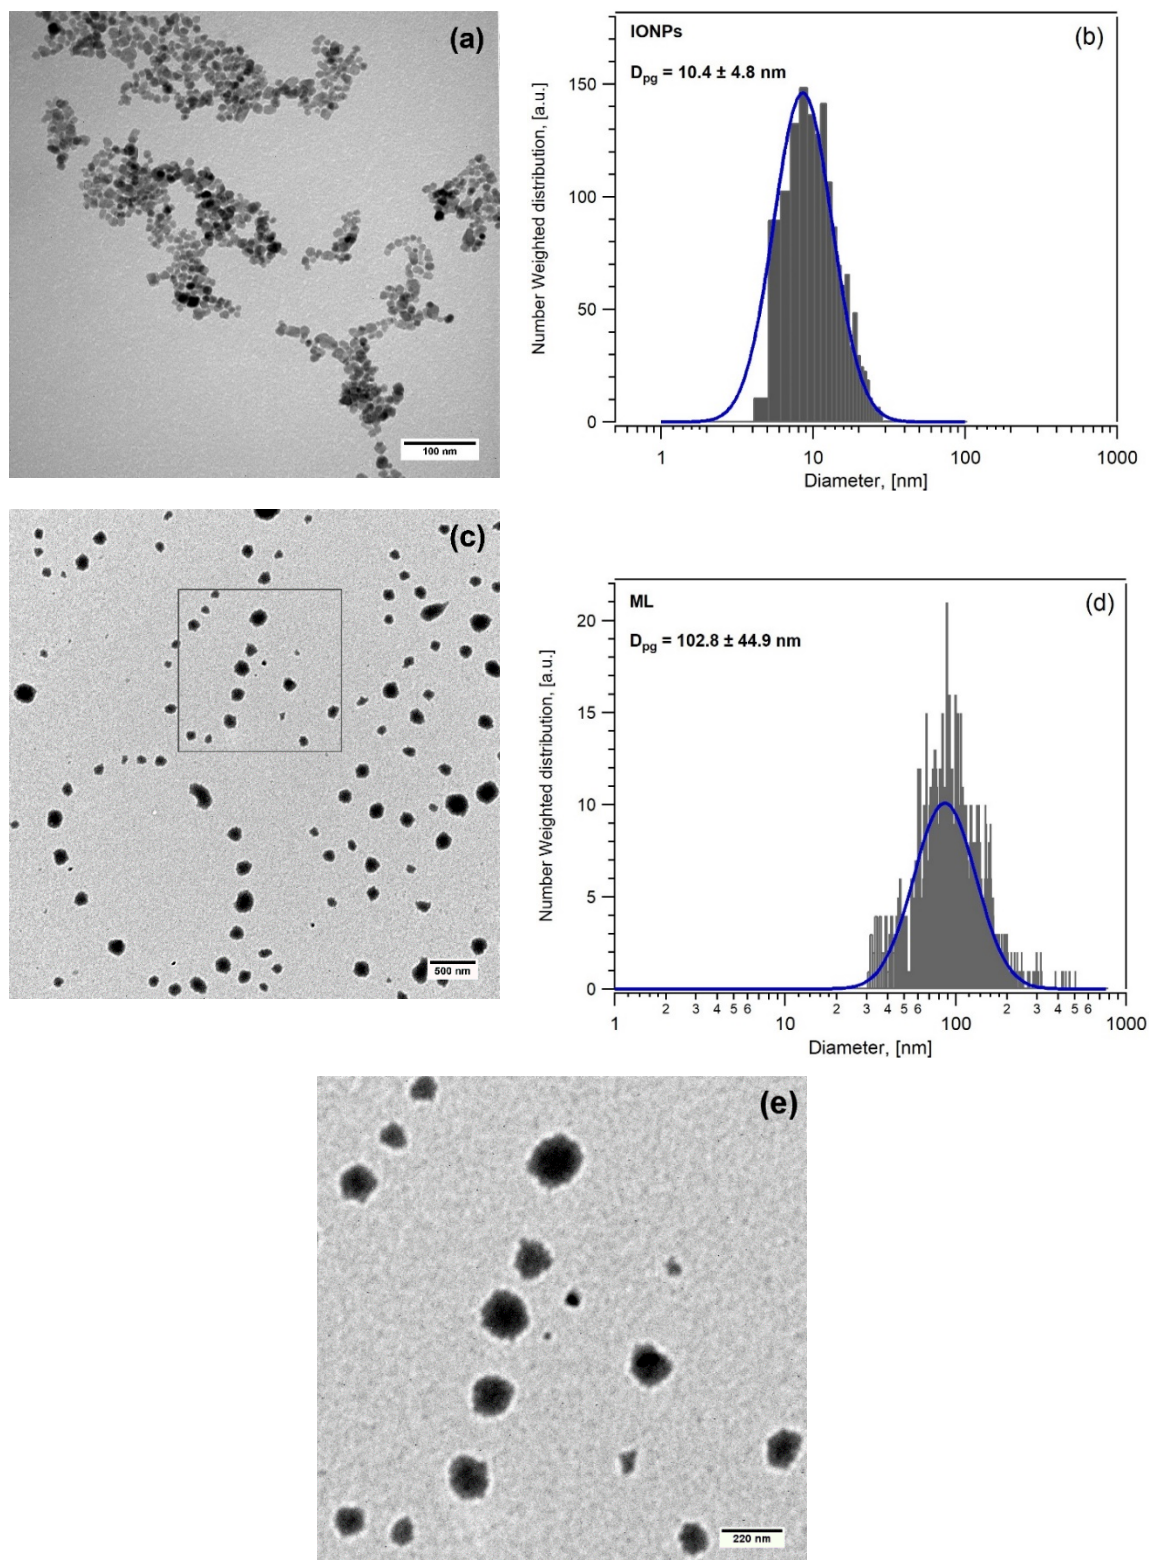 (a)
100 nm
IONPs
(b)
Dpg = 10.4 ± 4.8 nm
Number Weighted distribution, [a.u.]
150
100
50
0
1 10 100 1000
Diameter, [nm]
(c)
500 nm
ML
(d)
Dpg = 102.8 ± 44.9 nm
Number Weighted distribution, [a.u.]
20
15
10
5
0
1 2 3 4 5 6 10 2 3 4 5 6 100 2 3 4 5 6 1000
Diameter, [nm]
(e)
220 nm